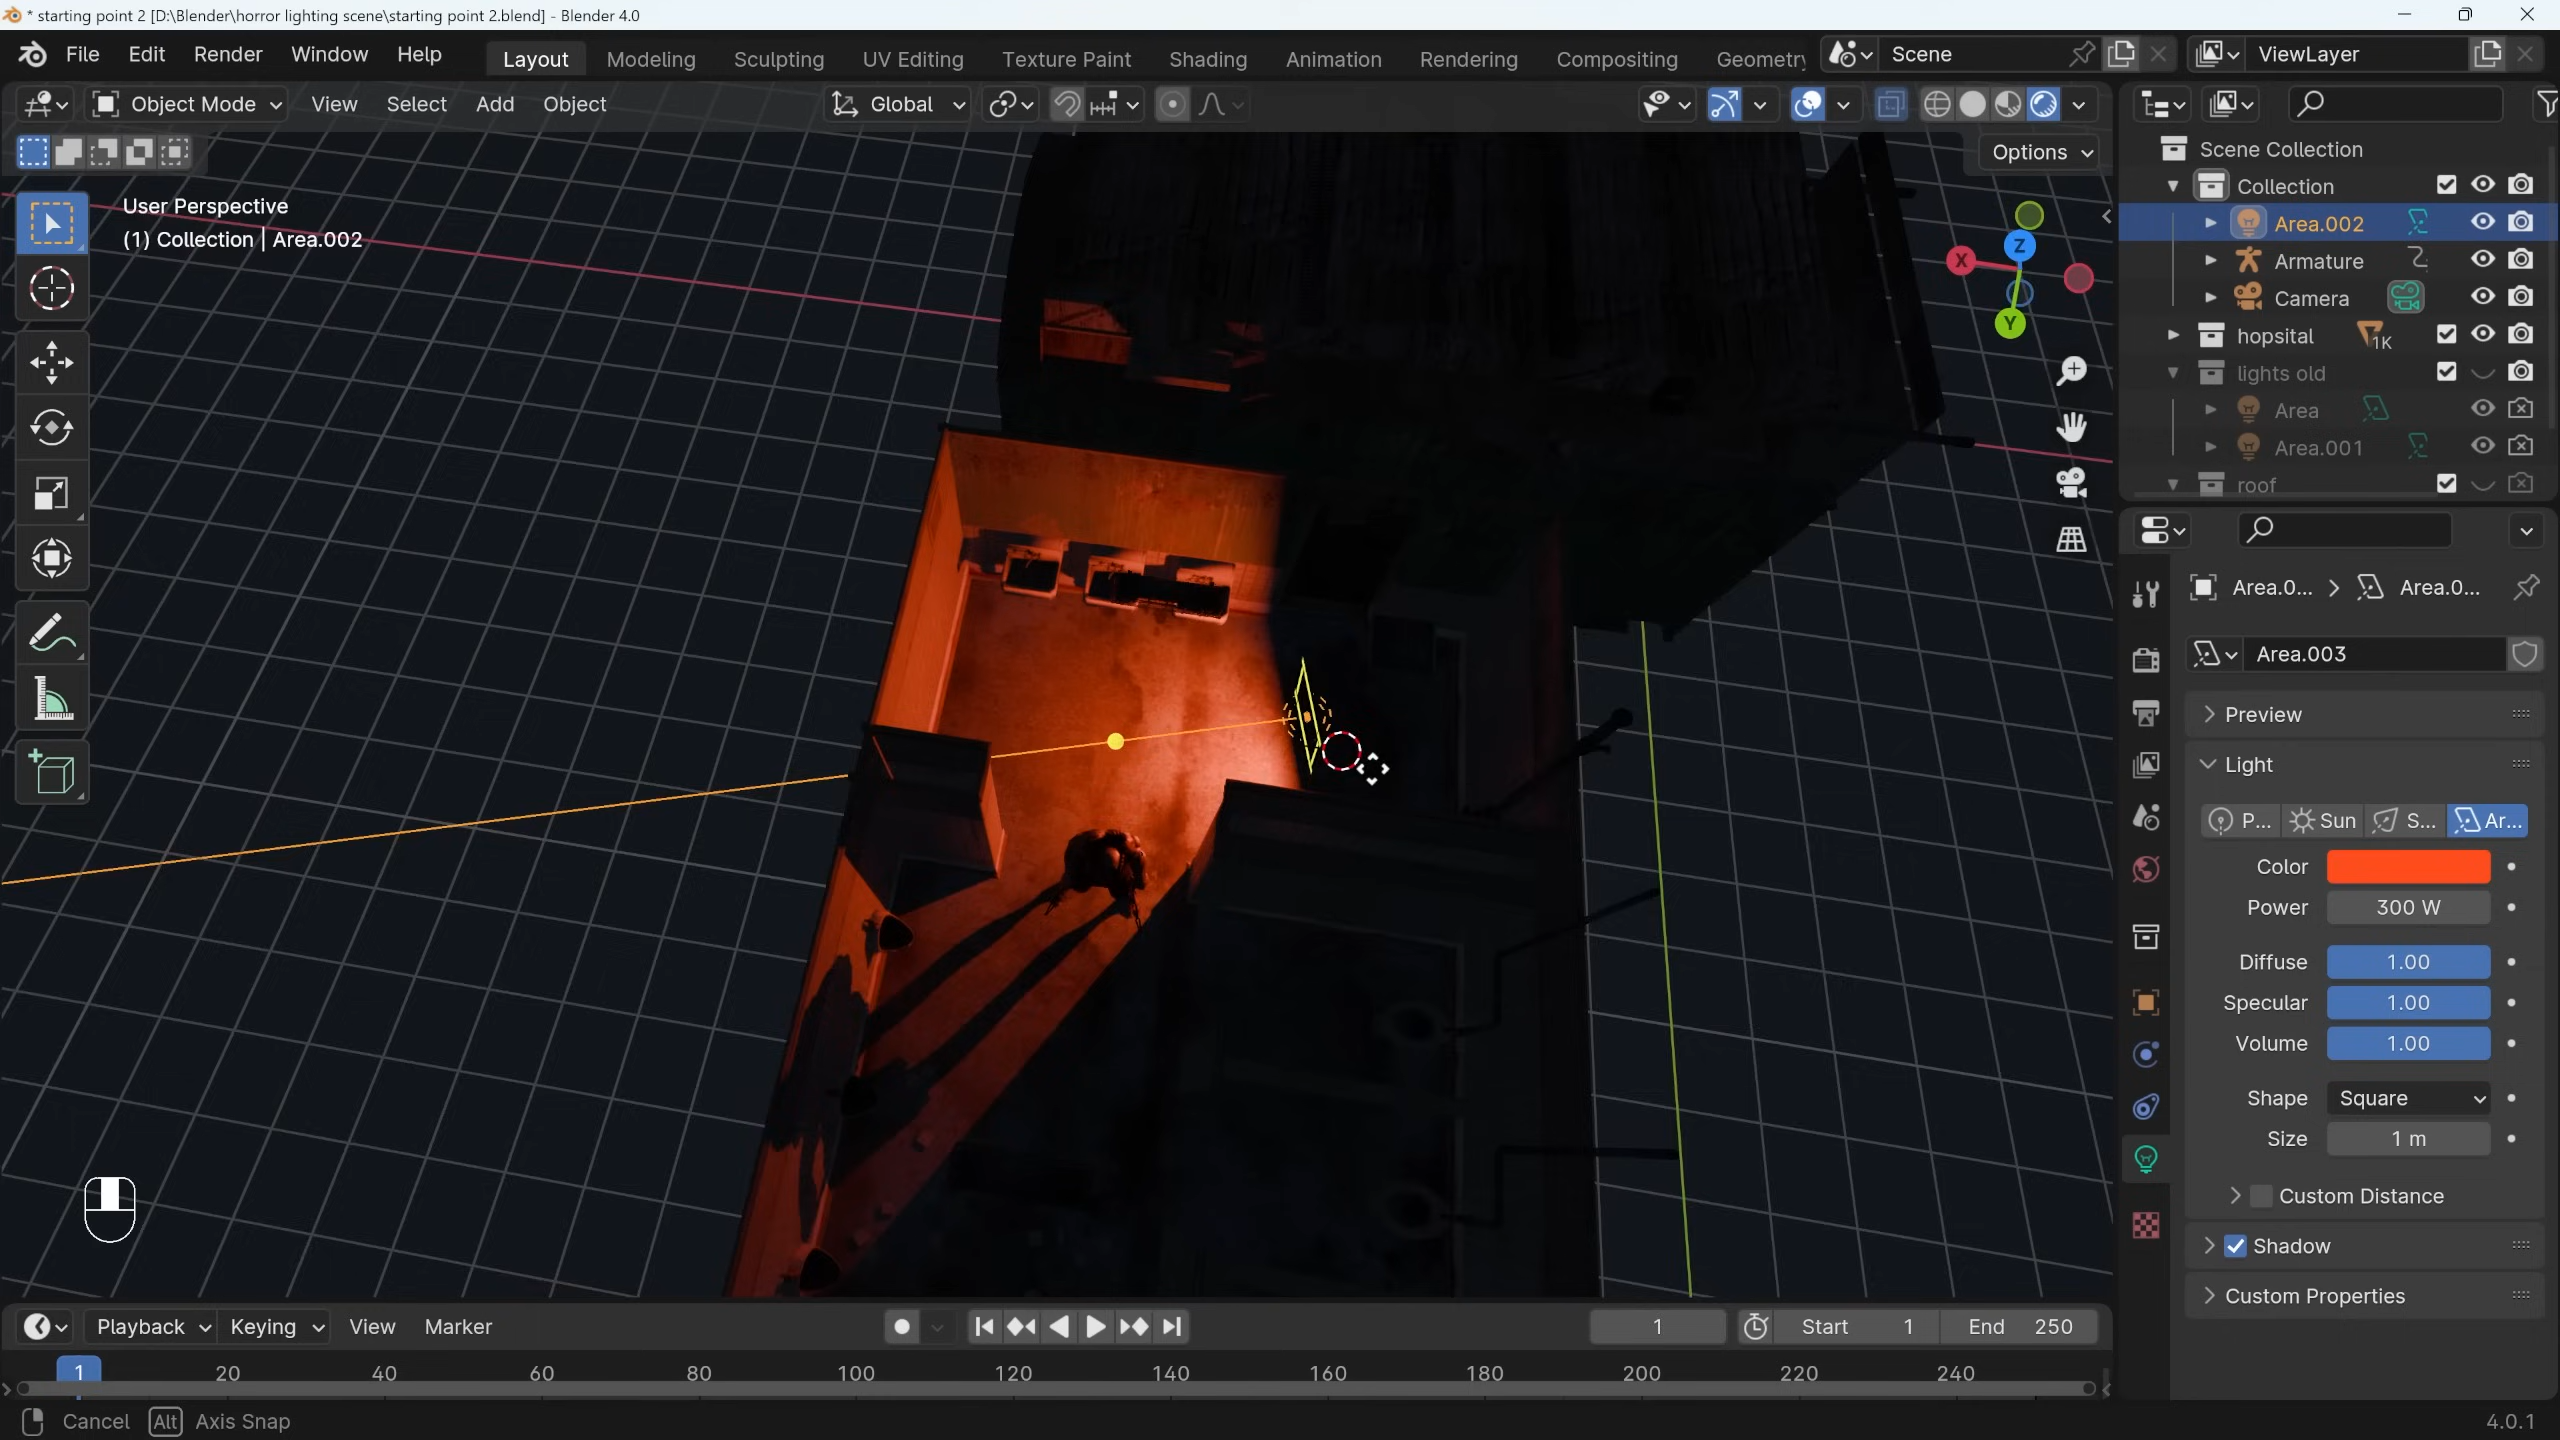 * starting point 2 [D:\Blender\horror lighting scene\starting point 2.blend] - Blender 4.0
File Edit Render Window Help Layout Modeling Sculpting UV Editing Texture Paint Shading Animation Rendering Compositing Geometry Scene ViewLayer
Object Mode View Select Add Object Global
Options
User Perspective
(1) Collection | Area.002
X
Z
Y
Scene Collection
Collection
Area.002
Armature
Camera
hopsital 1K
lights old
Area
Area.001
roof
Area.0... Area.0...
Area.003
Preview
Light
P... Sun S... Ar...
Color
Power 300 W
Diffuse 1.00
Specular 1.00
Volume 1.00
Shape Square
Size 1 m
Custom Distance
Shadow
Custom Properties
Playback Keying View Marker 1 Start 1 End 250
1 20 40 60 80 100 120 140 160 180 200 220 240
Cancel Alt Axis Snap 4.0.1